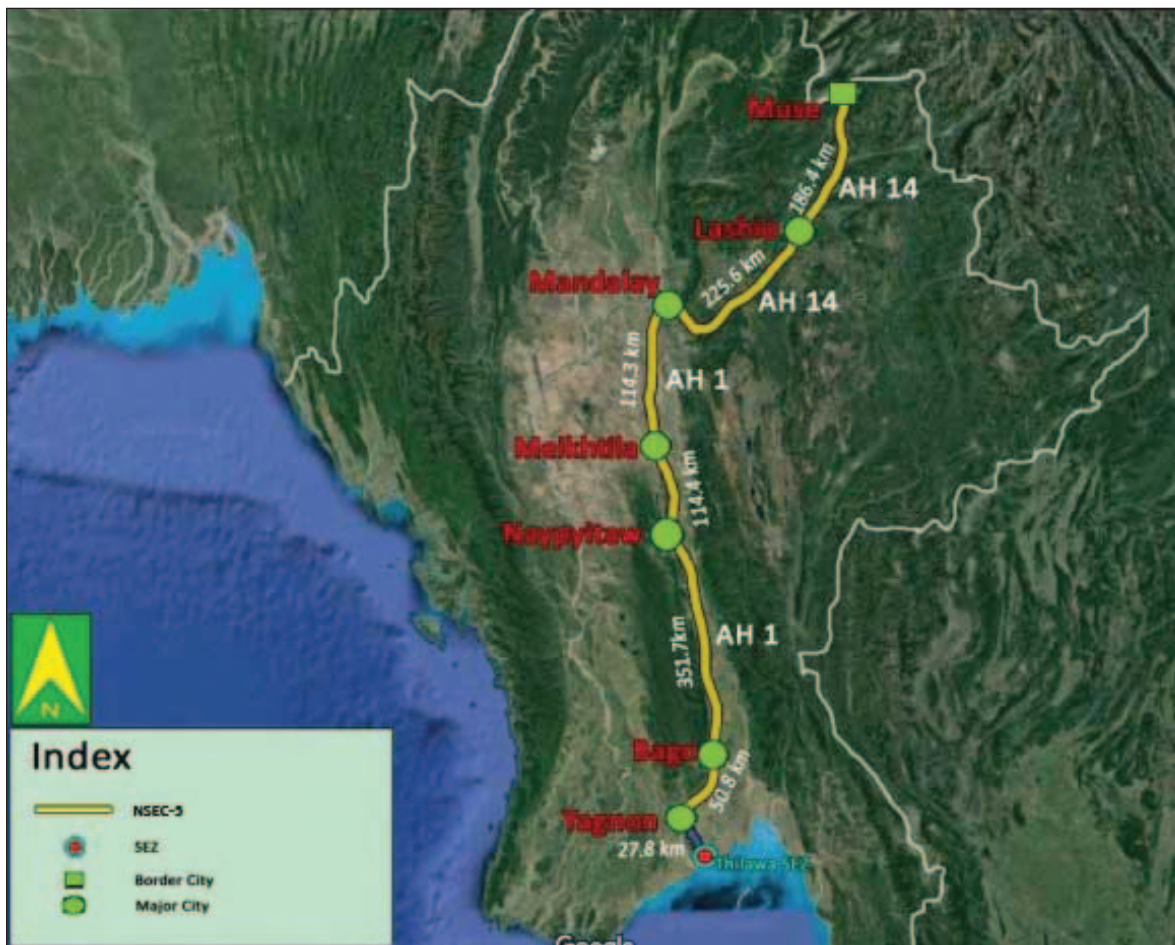 Muse
186.4 km
AH 14
Lashio
225.6 km
AH 14
Mandalay
114.3 km
AH 1
Meikhtila
114.4 km
Naypyitaw
351.7km
AH 1
Bago
50.8 km
Yagnon
27.8 km
Thilawa SEZ
N
Index
NSEC-5
SEZ
Border City
Major City
Google